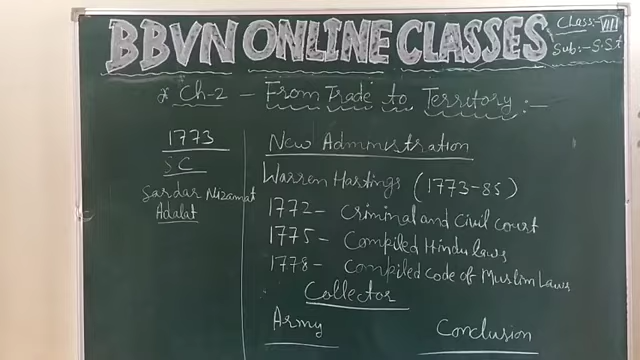 BBVN ONLINE CLASSES
Class:-VIII
Sub:-S.St
* Ch-2 - From Trade to Territory:-
1773
SC
Sardar Nizamat
Adalat
New Administration
Warren Hastings (1773-85)
1772- Criminal and Civil court
1775- Compiled Hindu laws
1778- Compiled code of Muslim Laws
Collector
Army
Conclusion